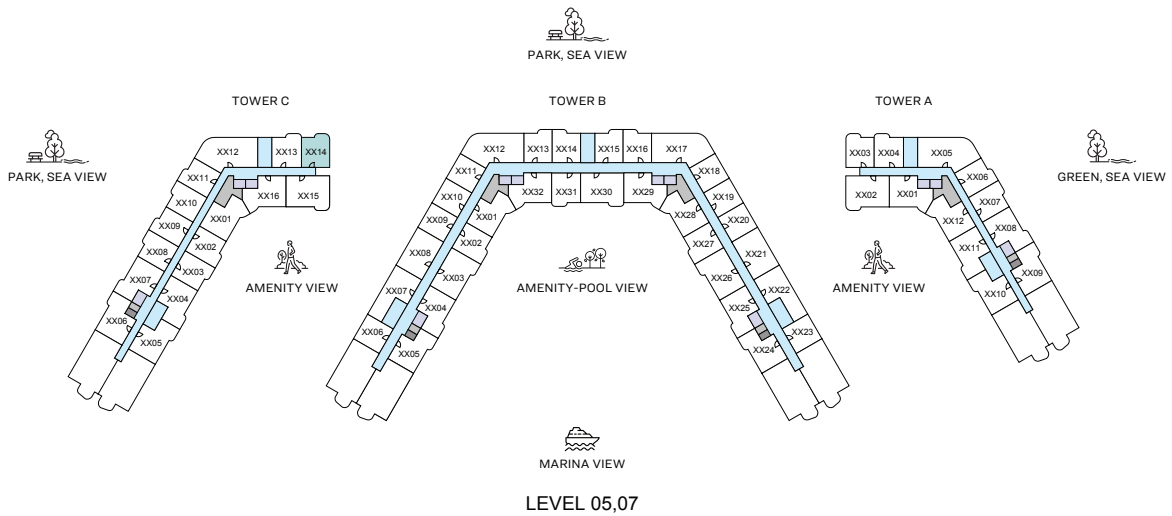 PARK, SEA VIEW
TOWER C
TOWER B
TOWER A
PARK, SEA VIEW
GREEN, SEA VIEW
XX12
XX13
XX14
XX11
XX10
XX09
XX08
XX07
XX06
XX01
XX02
XX03
XX04
XX05
XX16
XX15
XX12
XX13
XX14
XX15
XX16
XX17
XX11
XX10
XX09
XX08
XX07
XX06
XX01
XX02
XX03
XX04
XX05
XX32
XX31
XX30
XX29
XX28
XX27
XX26
XX25
XX24
XX18
XX19
XX20
XX21
XX22
XX23
XX03
XX04
XX05
XX02
XX01
XX06
XX07
XX08
XX09
XX12
XX11
XX10
AMENITY VIEW
AMENITY-POOL VIEW
AMENITY VIEW
MARINA VIEW
LEVEL 05,07